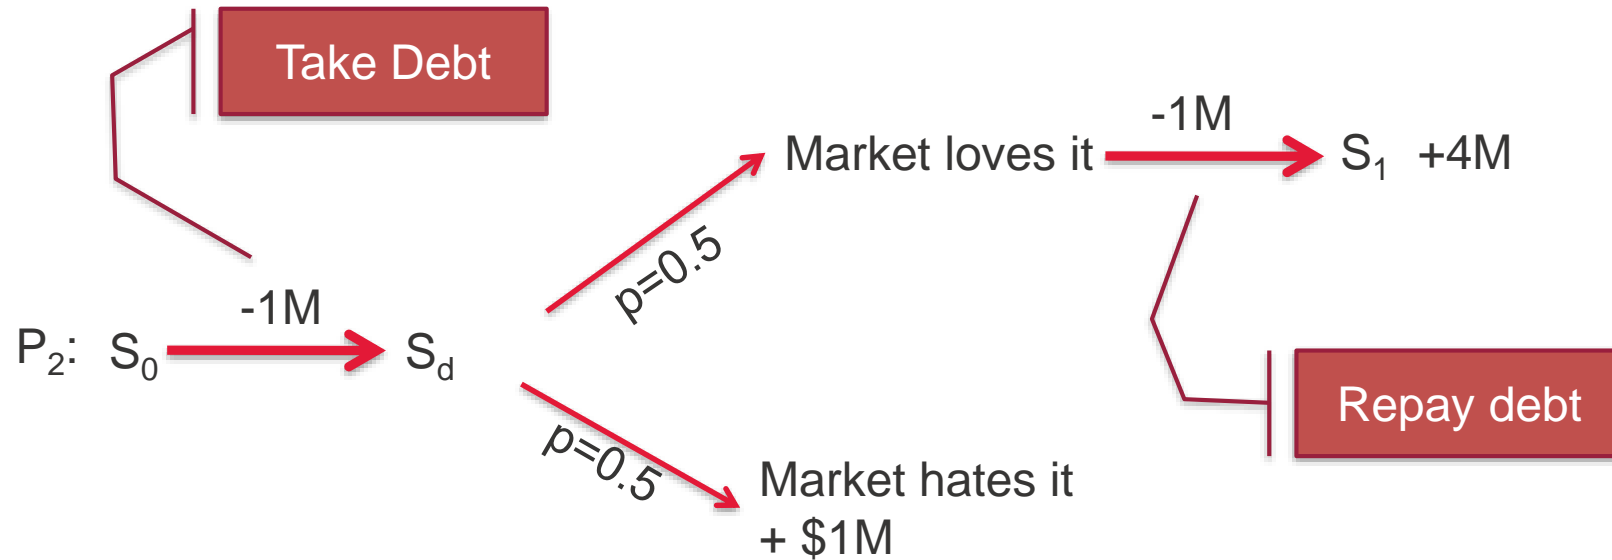 Take Debt
-1M
Market loves it
S₁ +4M
p=0.5
-1M
P₂: S₀
S_d
Repay debt
p=0.5
Market hates it
+ $1M